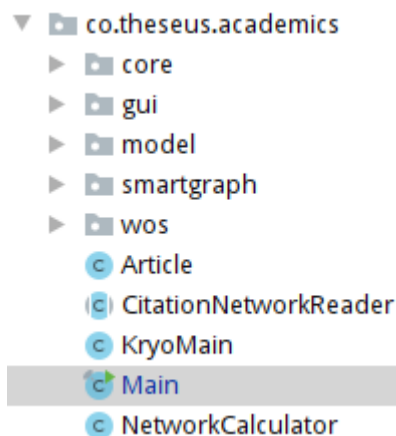 co.theseus.academics
core
gui
model
smartgraph
wos
C Article
C CitationNetworkReader
C KryoMain
C Main
C NetworkCalculator